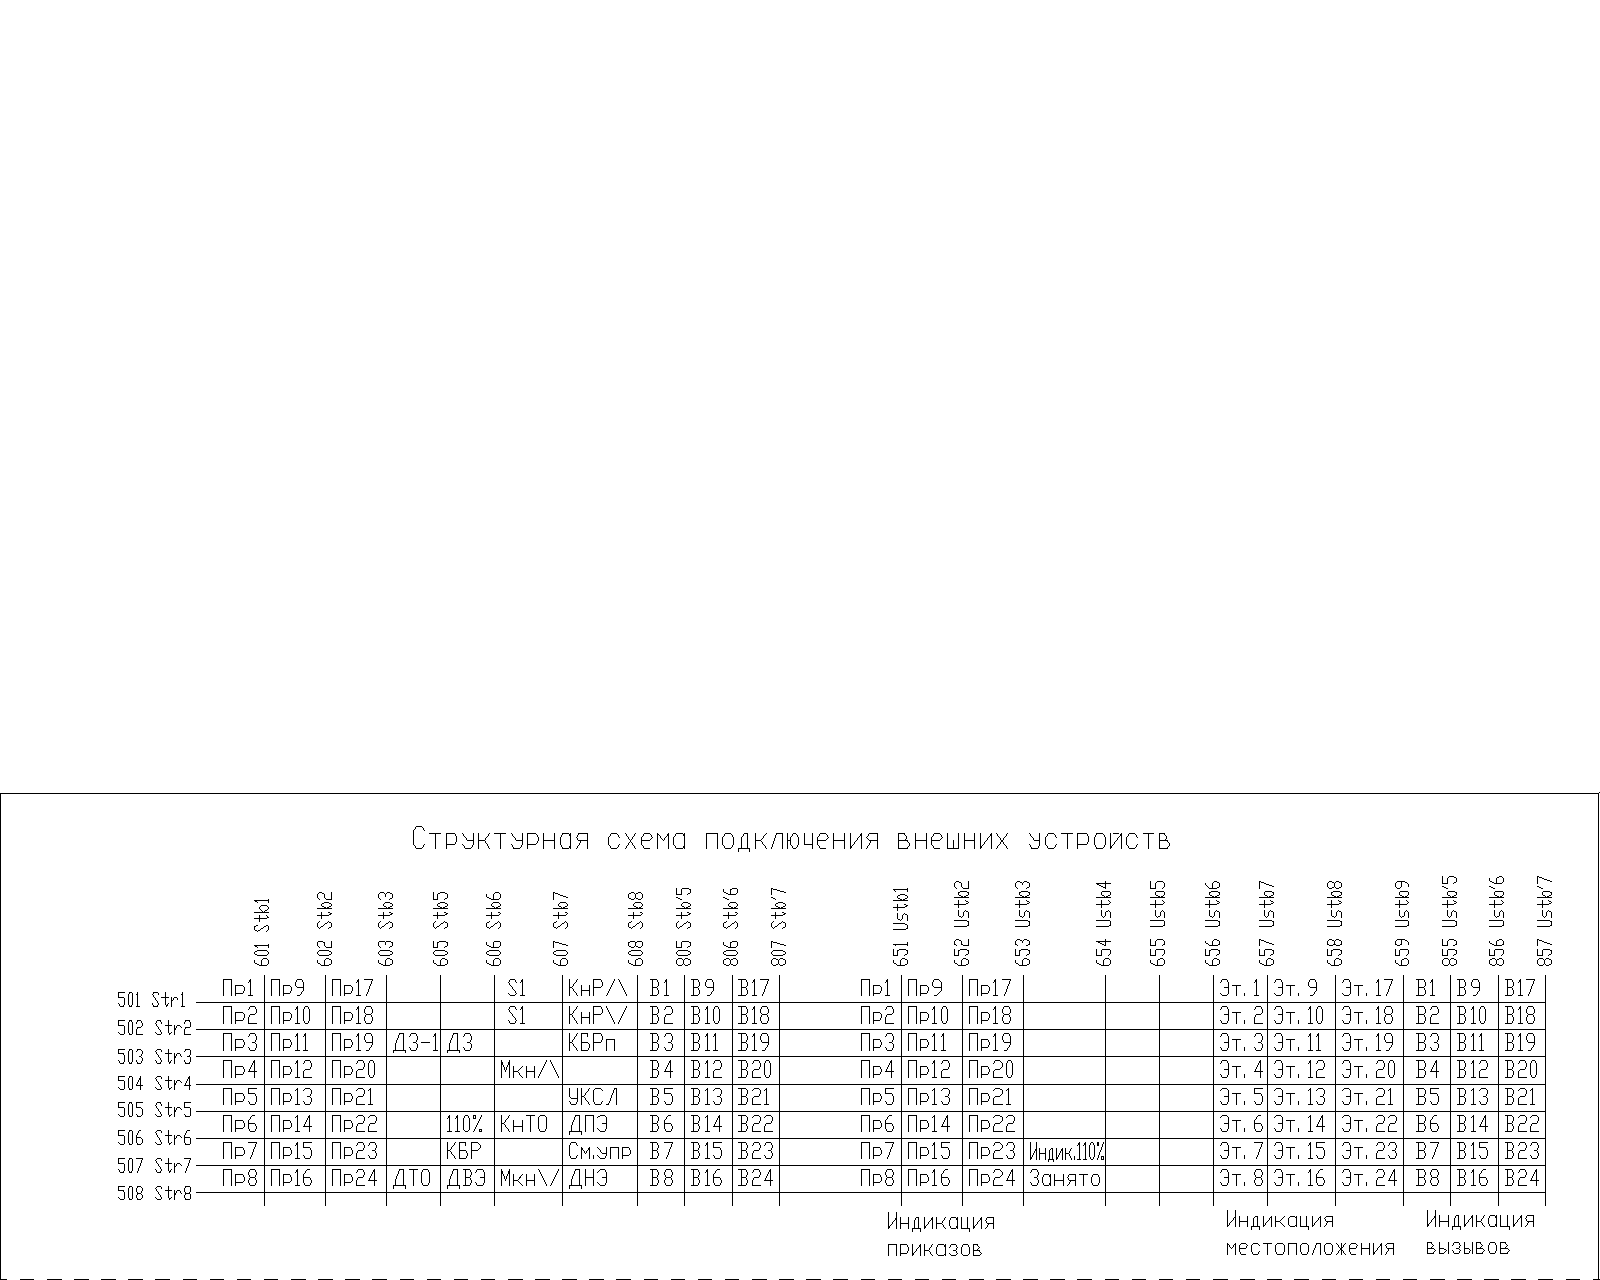 Структурная схема подключения внешних устройств
601 Stb1 602 Stb2 603 Stb3 605 Stb5 606 Stb6 607 Stb7 608 Stb8 805 Stb'5 806 Stb'6 807 Stb'7 651 Ustb1 652 Ustb2 653 Ustb3 654 Ustb4 655 Ustb5 656 Ustb6 657 Ustb7 658 Ustb8 659 Ustb9 855 Ustb'5 856 Ustb'6 857 Ustb'7
501 Str1 Пр1 Пр9 Пр17 S1 КнР/\ В1 В9 В17 Пр1 Пр9 Пр17 Эт. 1 Эт. 9 Эт. 17 В1 В9 В17
502 Str2 Пр2 Пр10 Пр18 S1 КнР\/ В2 В10 В18 Пр2 Пр10 Пр18 Эт. 2 Эт. 10 Эт. 18 В2 В10 В18
503 Str3 Пр3 Пр11 Пр19 ДЗ-1 ДЗ КБРп В3 В11 В19 Пр3 Пр11 Пр19 Эт. 3 Эт. 11 Эт. 19 В3 В11 В19
504 Str4 Пр4 Пр12 Пр20 Мкн/\ В4 В12 В20 Пр4 Пр12 Пр20 Эт. 4 Эт. 12 Эт. 20 В4 В12 В20
505 Str5 Пр5 Пр13 Пр21 УКСЛ В5 В13 В21 Пр5 Пр13 Пр21 Эт. 5 Эт. 13 Эт. 21 В5 В13 В21
506 Str6 Пр6 Пр14 Пр22 110% КнТО ДПЭ В6 В14 В22 Пр6 Пр14 Пр22 Эт. 6 Эт. 14 Эт. 22 В6 В14 В22
507 Str7 Пр7 Пр15 Пр23 КБР См.упр В7 В15 В23 Пр7 Пр15 Пр23 Индик.110% Эт. 7 Эт. 15 Эт. 23 В7 В15 В23
508 Str8 Пр8 Пр16 Пр24 ДТО ДВЭ Мкн\/ ДНЭ В8 В16 В24 Пр8 Пр16 Пр24 Занято Эт. 8 Эт. 16 Эт. 24 В8 В16 В24
Индикация
приказов
Индикация
местоположения
Индикация
вызывов